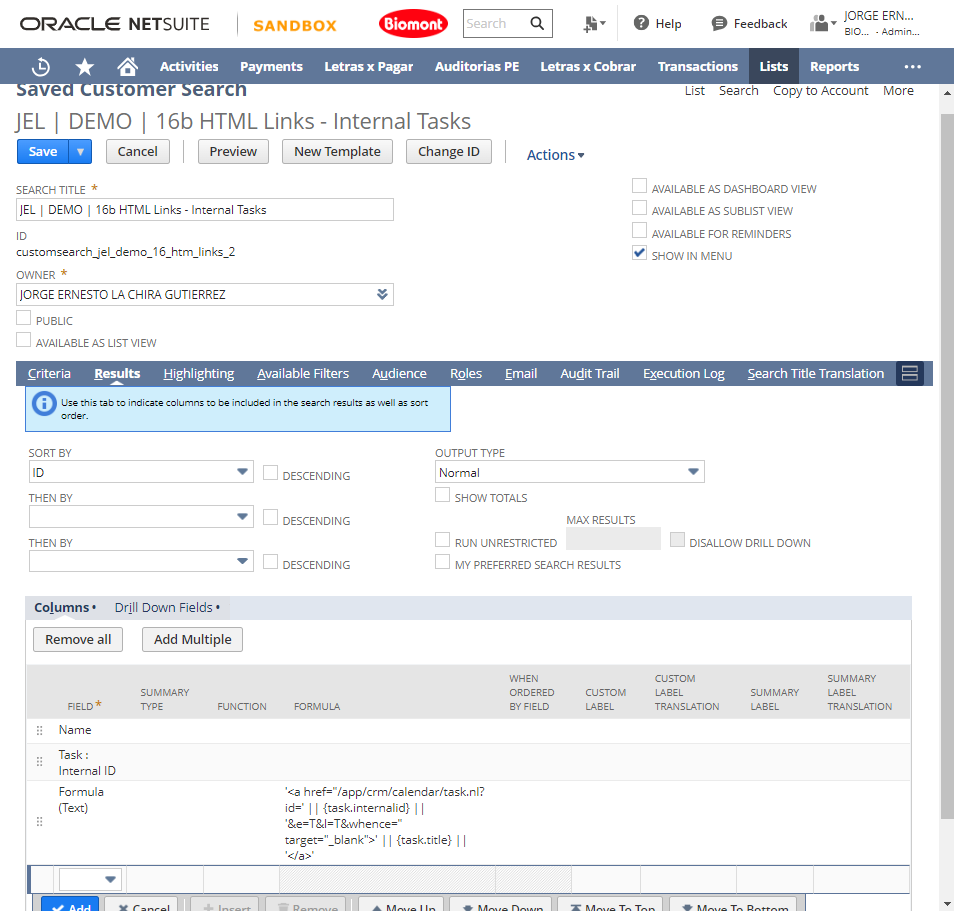 ORACLE NETSUITE
SANDBOX
Biomont
Search
Help
Feedback
JORGE ERN...
BIO... - Admin...
Activities
Payments
Letras x Pagar
Auditorias PE
Letras x Cobrar
Transactions
Lists
Reports
Saved Customer Search
List
Search
Copy to Account
More
JEL | DEMO | 16b HTML Links - Internal Tasks
Save
Cancel
Preview
New Template
Change ID
Actions
SEARCH TITLE *
JEL | DEMO | 16b HTML Links - Internal Tasks
ID
customsearch_jel_demo_16_htm_links_2
OWNER *
JORGE ERNESTO LA CHIRA GUTIERREZ
PUBLIC
AVAILABLE AS LIST VIEW
AVAILABLE AS DASHBOARD VIEW
AVAILABLE AS SUBLIST VIEW
AVAILABLE FOR REMINDERS
SHOW IN MENU
Criteria
Results
Highlighting
Available Filters
Audience
Roles
Email
Audit Trail
Execution Log
Search Title Translation
Use this tab to indicate columns to be included in the search results as well as sort
order.
SORT BY
ID
DESCENDING
THEN BY
DESCENDING
THEN BY
DESCENDING
OUTPUT TYPE
Normal
SHOW TOTALS
MAX RESULTS
RUN UNRESTRICTED
DISALLOW DRILL DOWN
MY PREFERRED SEARCH RESULTS
Columns •
Drill Down Fields •
Remove all
Add Multiple
FIELD *
SUMMARY
TYPE
FUNCTION
FORMULA
WHEN
ORDERED
BY FIELD
CUSTOM
LABEL
CUSTOM
LABEL
TRANSLATION
SUMMARY
LABEL
SUMMARY
LABEL
TRANSLATION
Name
Task :
Internal ID
Formula
(Text)
'<a href="/app/crm/calendar/task.nl?
id=' || {task.internalid} ||
'&e=T&l=T&whence="
target="_blank">' || {task.title} ||
'</a>'
Add
Cancel
Insert
Remove
Move Up
Move Down
Move To Top
Move To Bottom